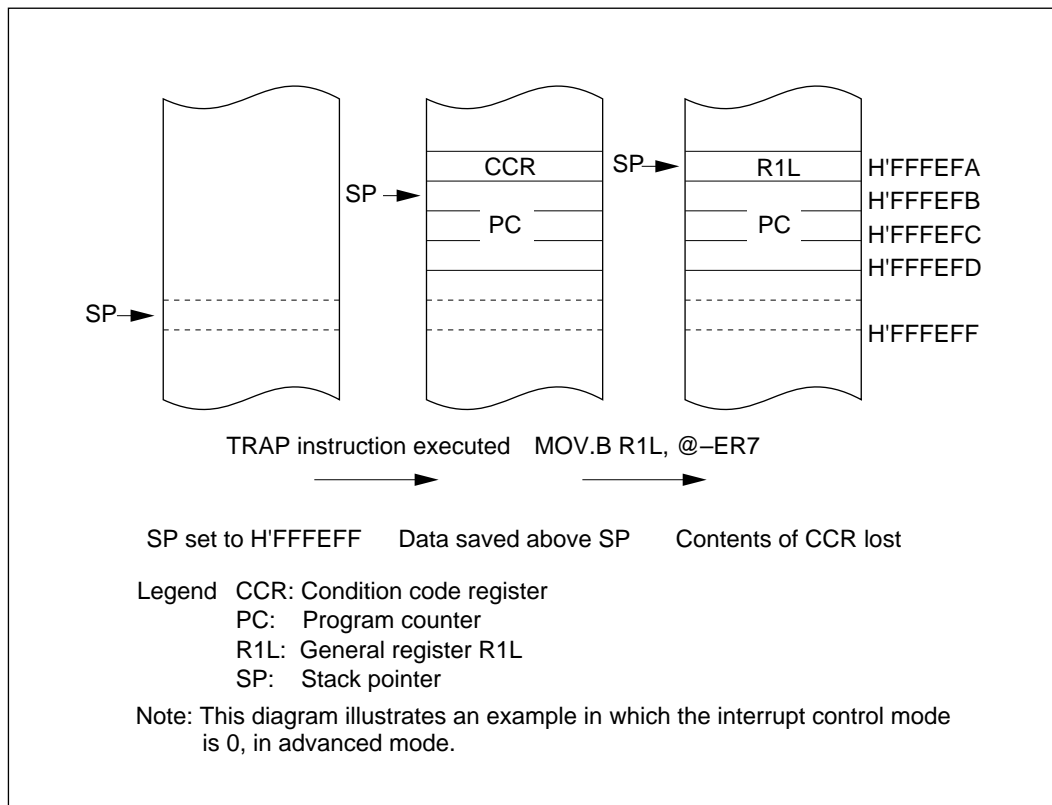 CCR
SP
R1L
H'FFFEFA
SP
H'FFFEFB
PC
PC
H'FFFEFC
H'FFFEFD
SP
H'FFFEFF
TRAP instruction executed
MOV.B R1L, @–ER7
SP set to H'FFFEFF
Data saved above SP
Contents of CCR lost
Legend CCR: Condition code register
PC: Program counter
R1L: General register R1L
SP: Stack pointer
Note: This diagram illustrates an example in which the interrupt control mode
is 0, in advanced mode.